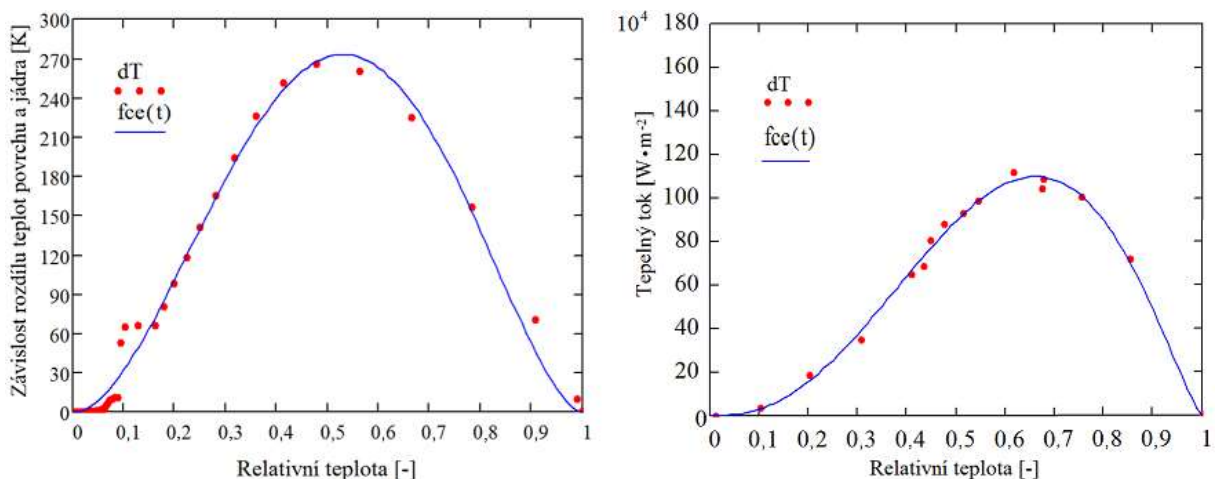 Závislost rozdílu teplot povrchu a jádra [K]
300
270
240
210
180
150
120
90
60
30
0
dT
fce(t)
0 0,1 0,2 0,3 0,4 0,5 0,6 0,7 0,8 0,9 1
Relativní teplota [-]
Tepelný tok [W•m-2]
10⁴
180
160
140
120
100
80
60
40
20
0
dT
fce(t)
0 0,1 0,2 0,3 0,4 0,5 0,6 0,7 0,8 0,9 1
Relativní teplota [-]